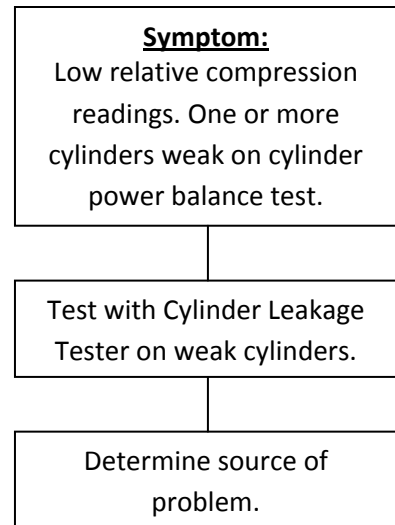 Symptom:
Low relative compression
readings. One or more
cylinders weak on cylinder
power balance test.
Test with Cylinder Leakage
Tester on weak cylinders.
Determine source of
problem.